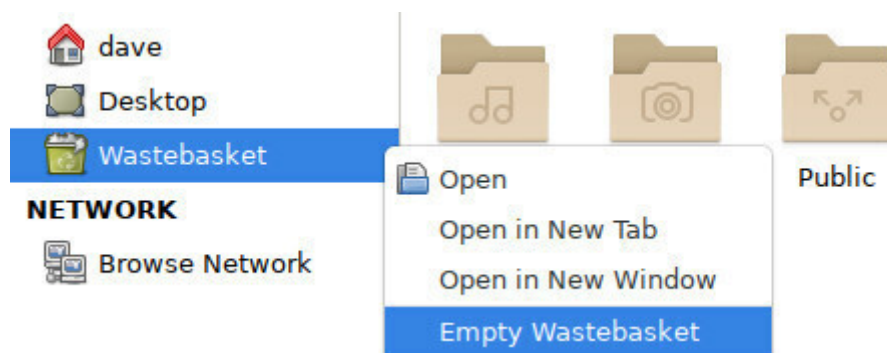 dave
Desktop
Wastebasket
NETWORK
Browse Network
Public
Open
Open in New Tab
Open in New Window
Empty Wastebasket